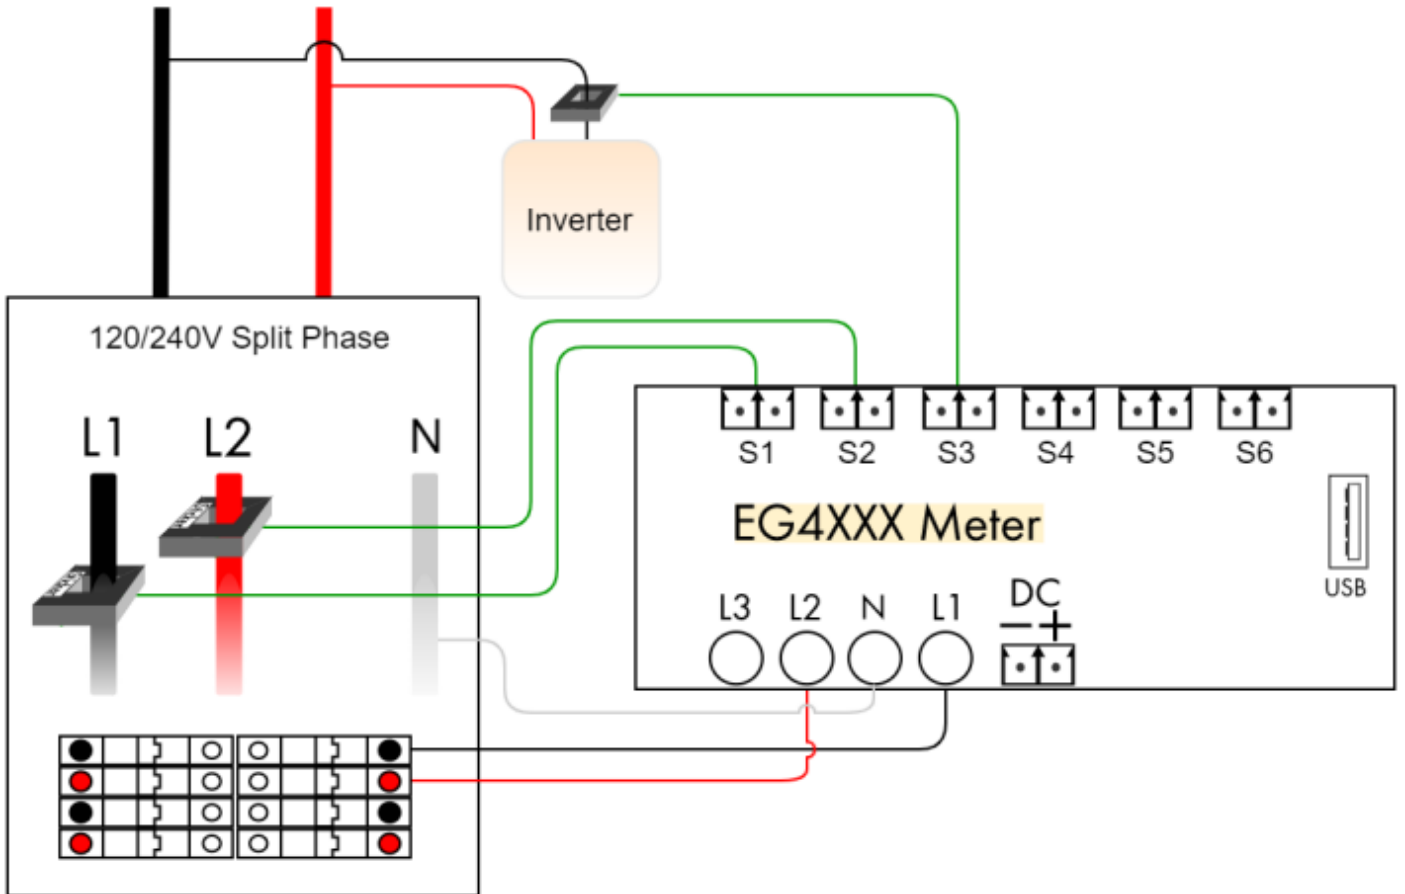 Inverter
120/240V Split Phase
L1 L2 N
S1 S2 S3 S4 S5 S6
EG4XXX Meter
USB
L3 L2 N L1 DC
− +